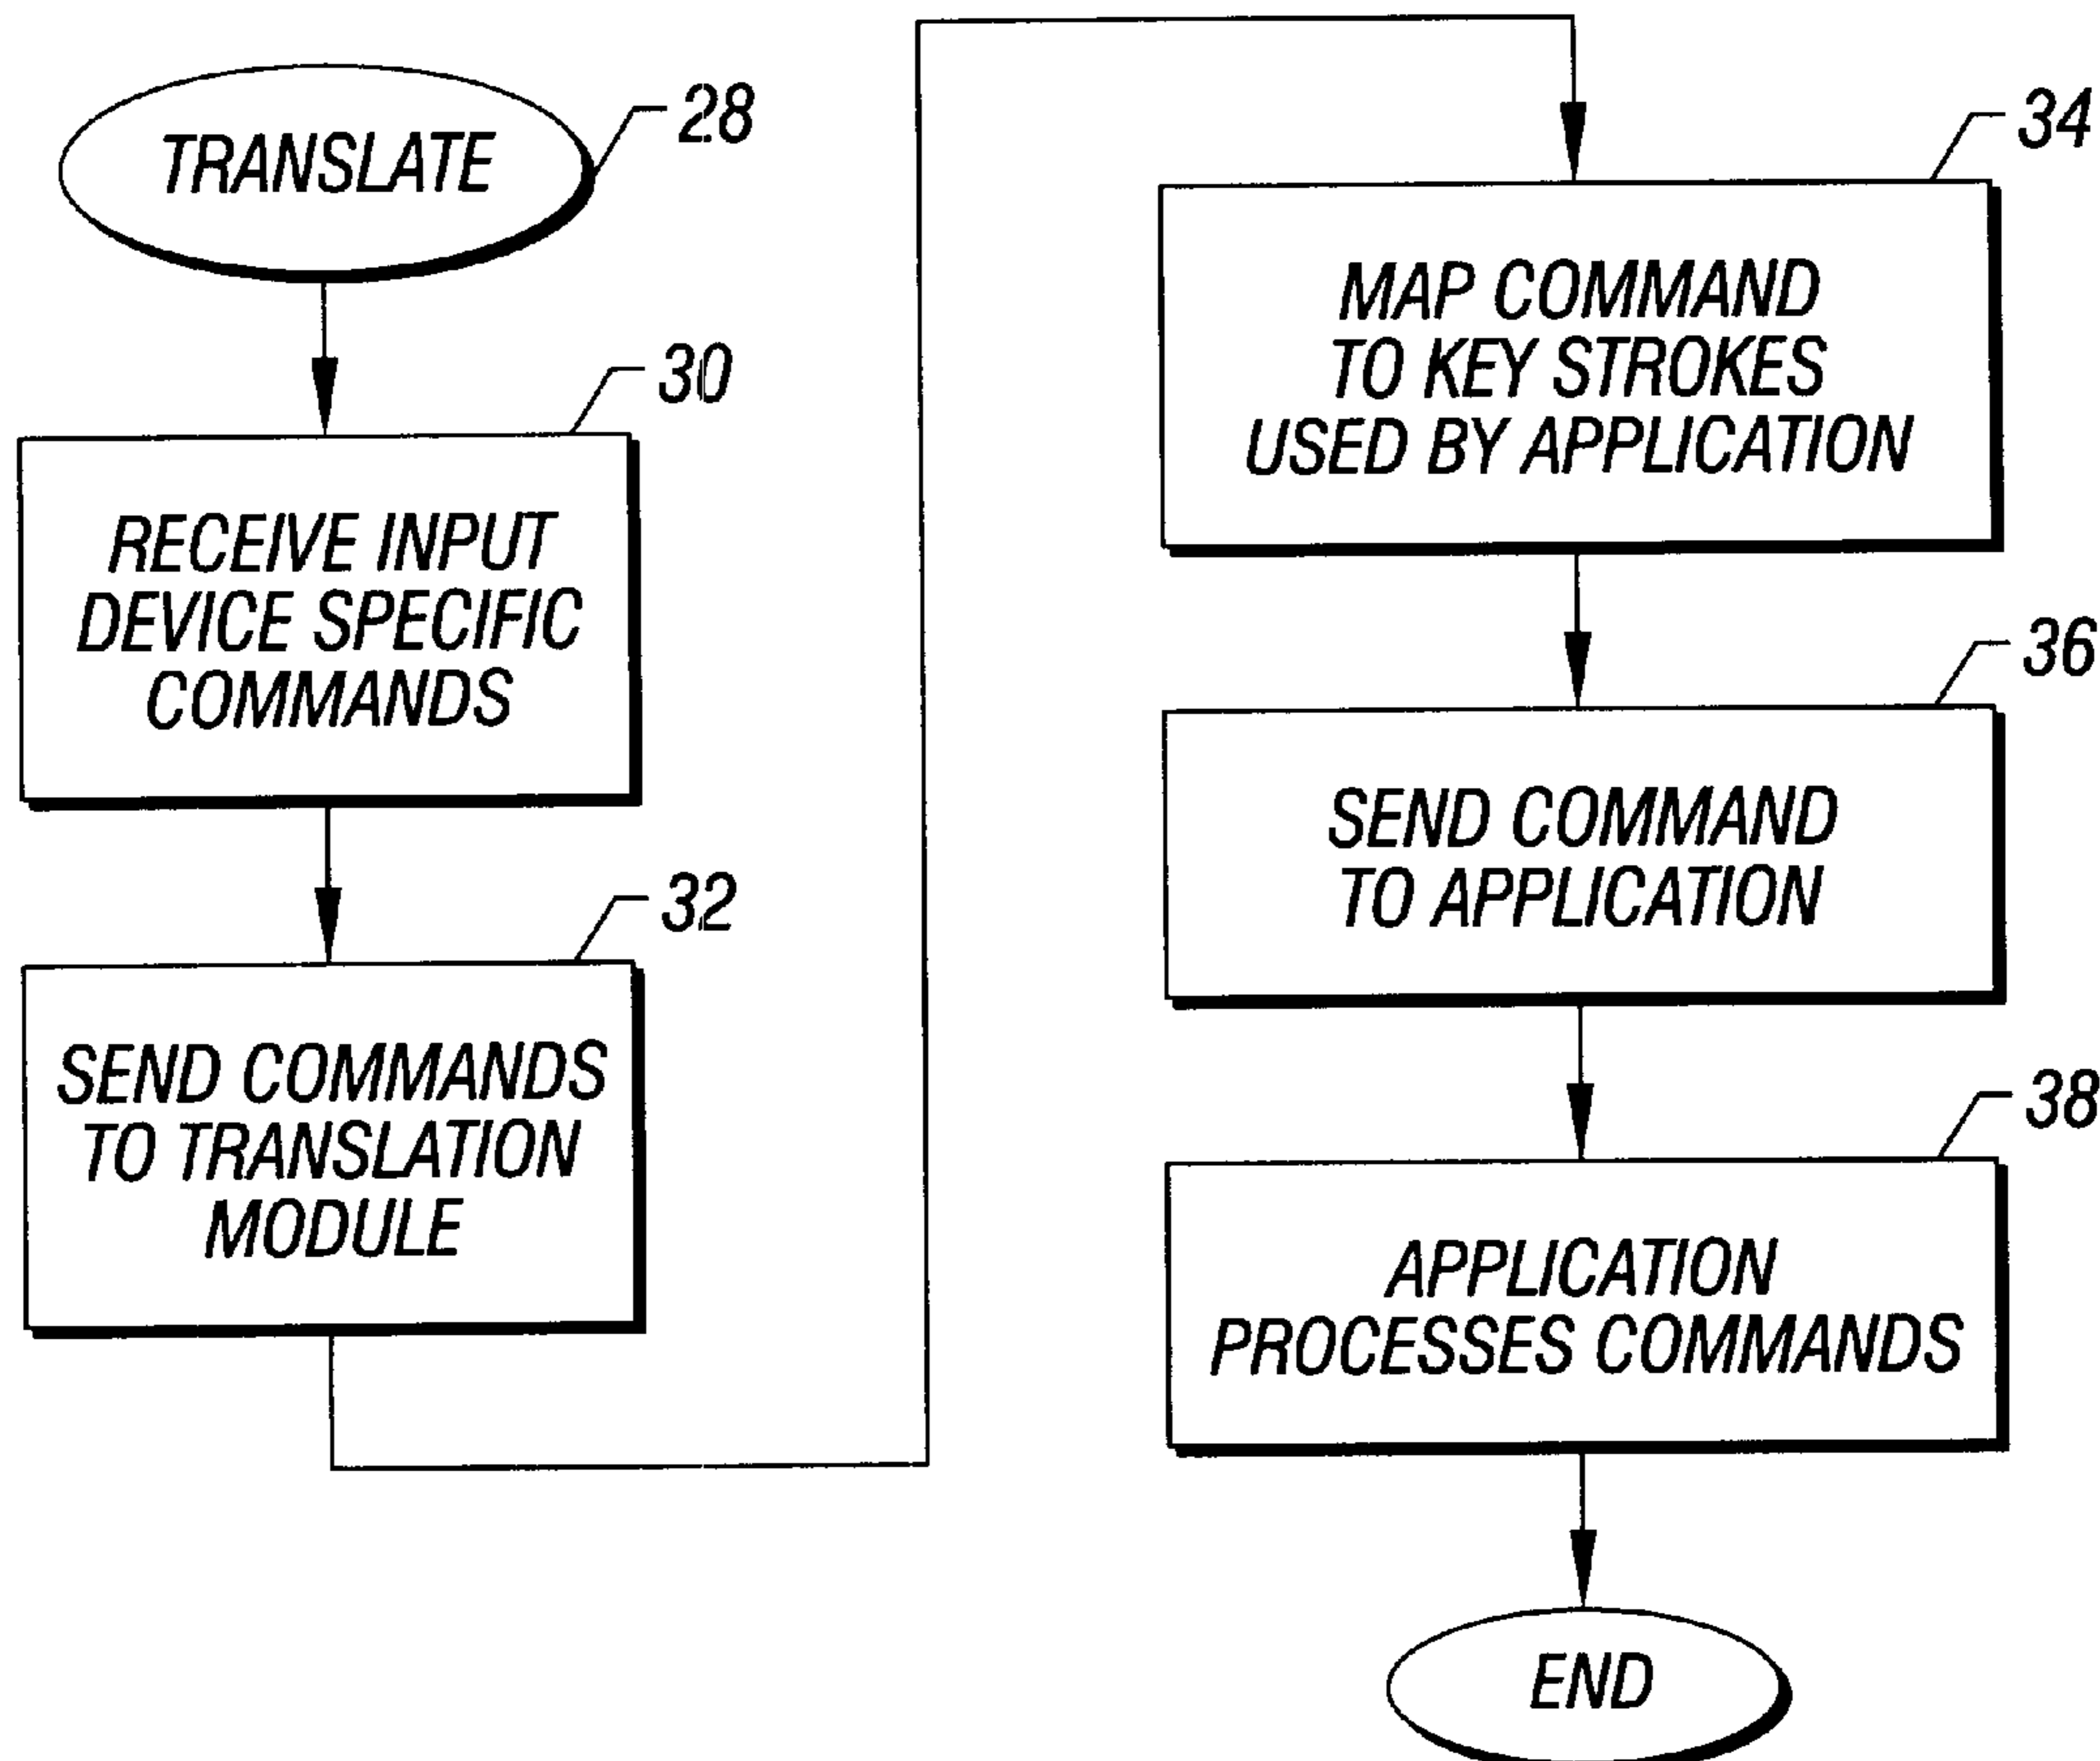 TRANSLATE
28
30
RECEIVE INPUT
DEVICE SPECIFIC
COMMANDS
32
SEND COMMANDS
TO TRANSLATION
MODULE
34
MAP COMMAND
TO KEY STROKES
USED BY APPLICATION
36
SEND COMMAND
TO APPLICATION
38
APPLICATION
PROCESSES COMMANDS
END